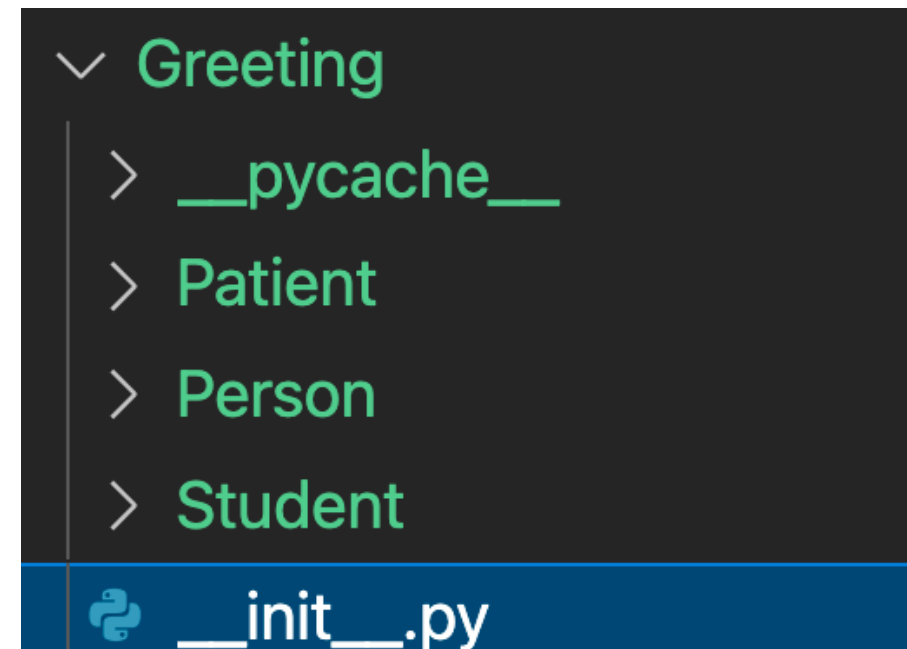 Greeting
__pycache__
Patient
Person
Student
__init__.py